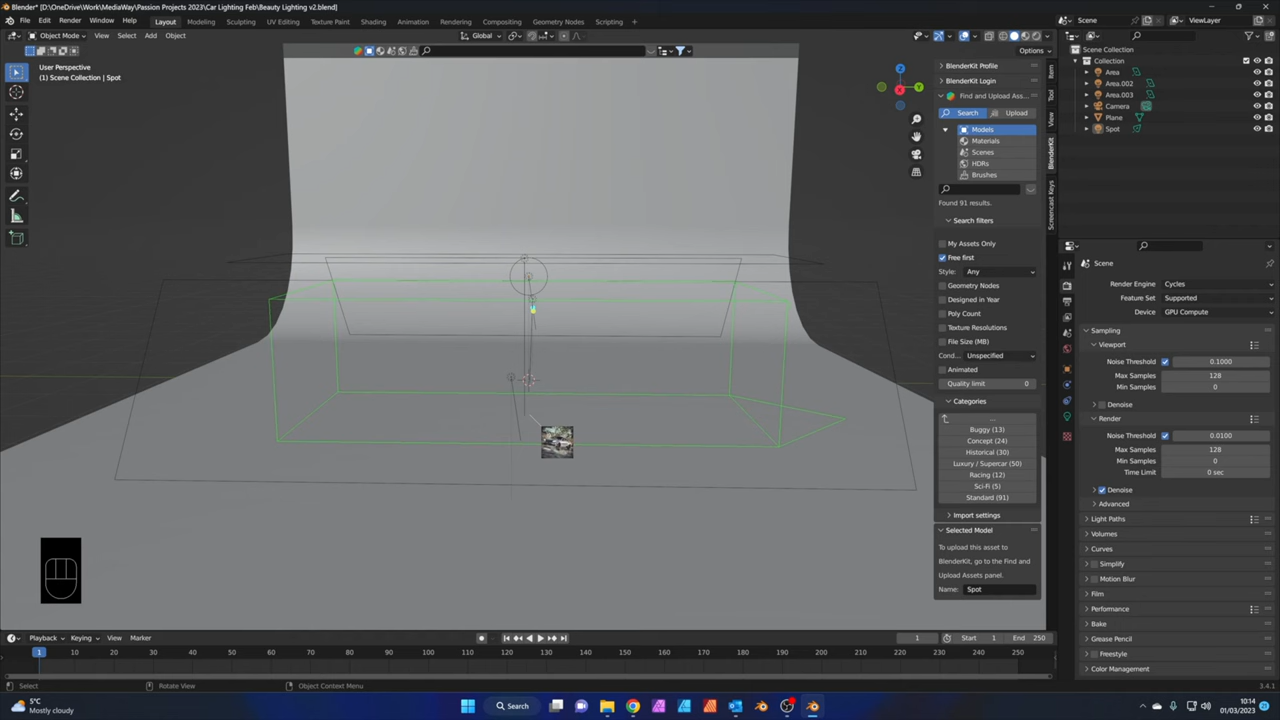 Blender* [D:\OneDrive\Work\MediaWay\Passion Projects 2023\Car Lighting Feb\Beauty Lighting v2.blend]
File Edit Render Window Help Layout Modeling Sculpting UV Editing Texture Paint Shading Animation Rendering Compositing Geometry Nodes Scripting + Scene ViewLayer
Object Mode View Select Add Object Global
Options
User Perspective
(1) Scene Collection | Spot
BlenderKit Profile
BlenderKit Login
Find and Upload Ass...
Search Upload
Models
Materials
Scenes
HDRs
Brushes
Found 91 results.
Search filters
My Assets Only
Free first
Style: Any
Geometry Nodes
Designed in Year
Poly Count
Texture Resolutions
File Size (MB)
Cond... Unspecified
Animated
Quality limit 0
Categories
...
Buggy (13)
Concept (24)
Historical (30)
Luxury / Supercar (50)
Racing (12)
Sci-Fi (5)
Standard (91)
Import settings
Selected Model
To upload this asset to
BlenderKit, go to the Find and
Upload Assets panel.
Name: Spot
Item
Tool
View
BlenderKit
Screencast Keys
X
Y
Z
Scene Collection
Collection
Area
Area.002
Area.003
Camera
Plane
Spot
Scene
Render Engine Cycles
Feature Set Supported
Device GPU Compute
Sampling
Viewport
Noise Threshold 0.1000
Max Samples 128
Min Samples 0
Denoise
Render
Noise Threshold 0.0100
Max Samples 128
Min Samples 0
Time Limit 0 sec
Denoise
Advanced
Light Paths
Volumes
Curves
Simplify
Motion Blur
Film
Performance
Bake
Grease Pencil
Freestyle
Color Management
Playback Keying View Marker 1 Start 1 End 250
1 10 20 30 40 50 60 70 80 90 100 110 120 130 140 150 160 170 180 190 200 210 220 230 240 250
Select Rotate View Object Context Menu 3.4.1
5°C
Mostly cloudy
Search
10:14
01/03/2023